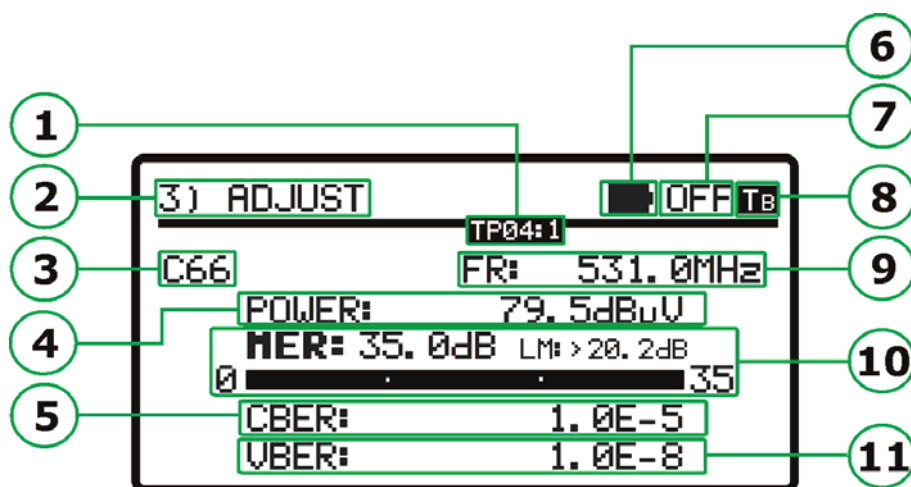 6
7
1
2
3) ADJUST
OFF
TB
8
TP04:1
3
C66
FR: 531.0MHz
9
4
POWER: 79.5dBuV
MER: 35.0dB LM:>20.2dB
10
0
35
5
CBER: 1.0E-5
VBER: 1.0E-8
11